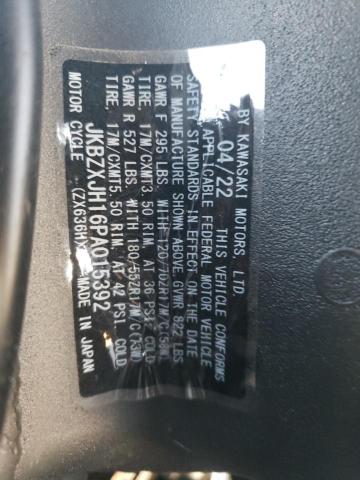 BY KAWASAKI MOTORS, LTD.
04/22 THIS VEHICLE CONFORMS
APPLICABLE FEDERAL MOTOR VEHICLE
SAFETY STANDARDS IN EFFECT ON THE DATE
OF MANUFACTURE SHOWN ABOVE. GVWR 822 LBS
GAWR F 295 LBS. WITH 120/70ZR17M/C(58W)
TIRE, 17M/CXMT3.50 RIM, AT 36 PSI COLD
GAWR R 527 LBS. WITH 180/55ZR17M/C(73W)
TIRE, 17M/CXMT5.50 RIM, AT 42 PSI. COLD
JKBZXJH16PA015392
MOTOR CYCLE MADE IN JAPAN